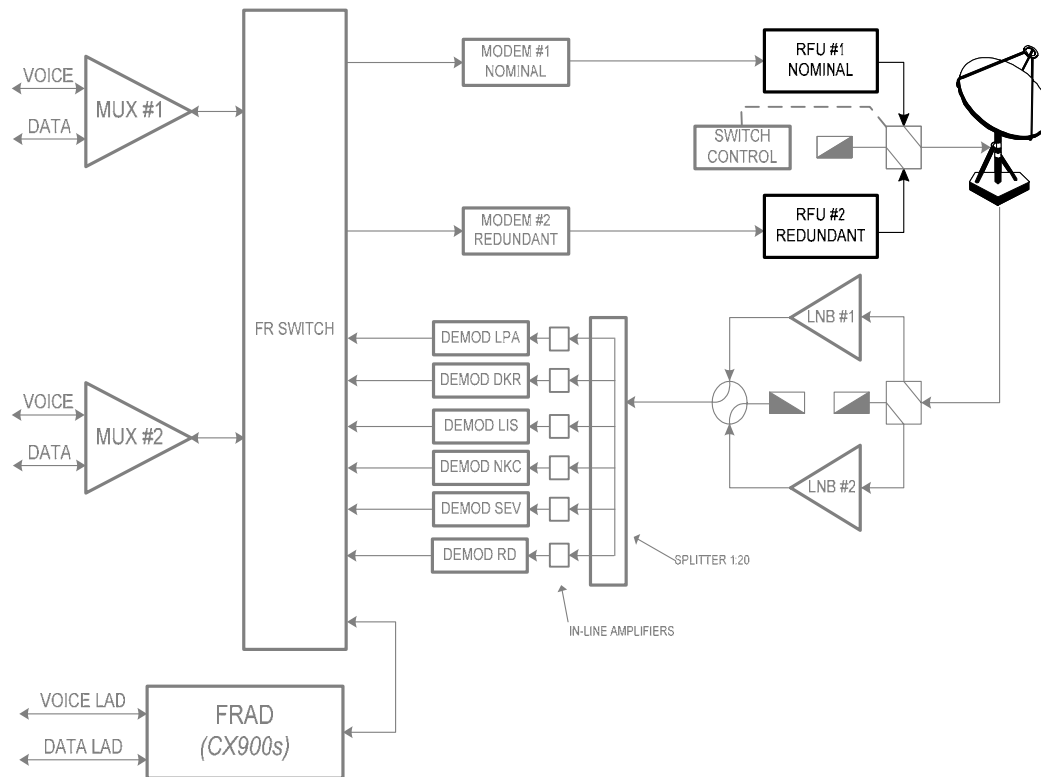 MODEM #1
NOMINAL
RFU #1
NOMINAL
VOICE
MUX #1
DATA
SWITCH
CONTROL
MODEM #2
REDUNDANT
RFU #2
REDUNDANT
FR SWITCH
LNB #1
DEMOD LPA
DEMOD DKR
DEMOD LIS
DEMOD NKC
DEMOD SEV
DEMOD RD
VOICE
MUX #2
DATA
LNB #2
SPLITTER 1:20
IN-LINE AMPLIFIERS
VOICE LAD
FRAD
(CX900s)
DATA LAD